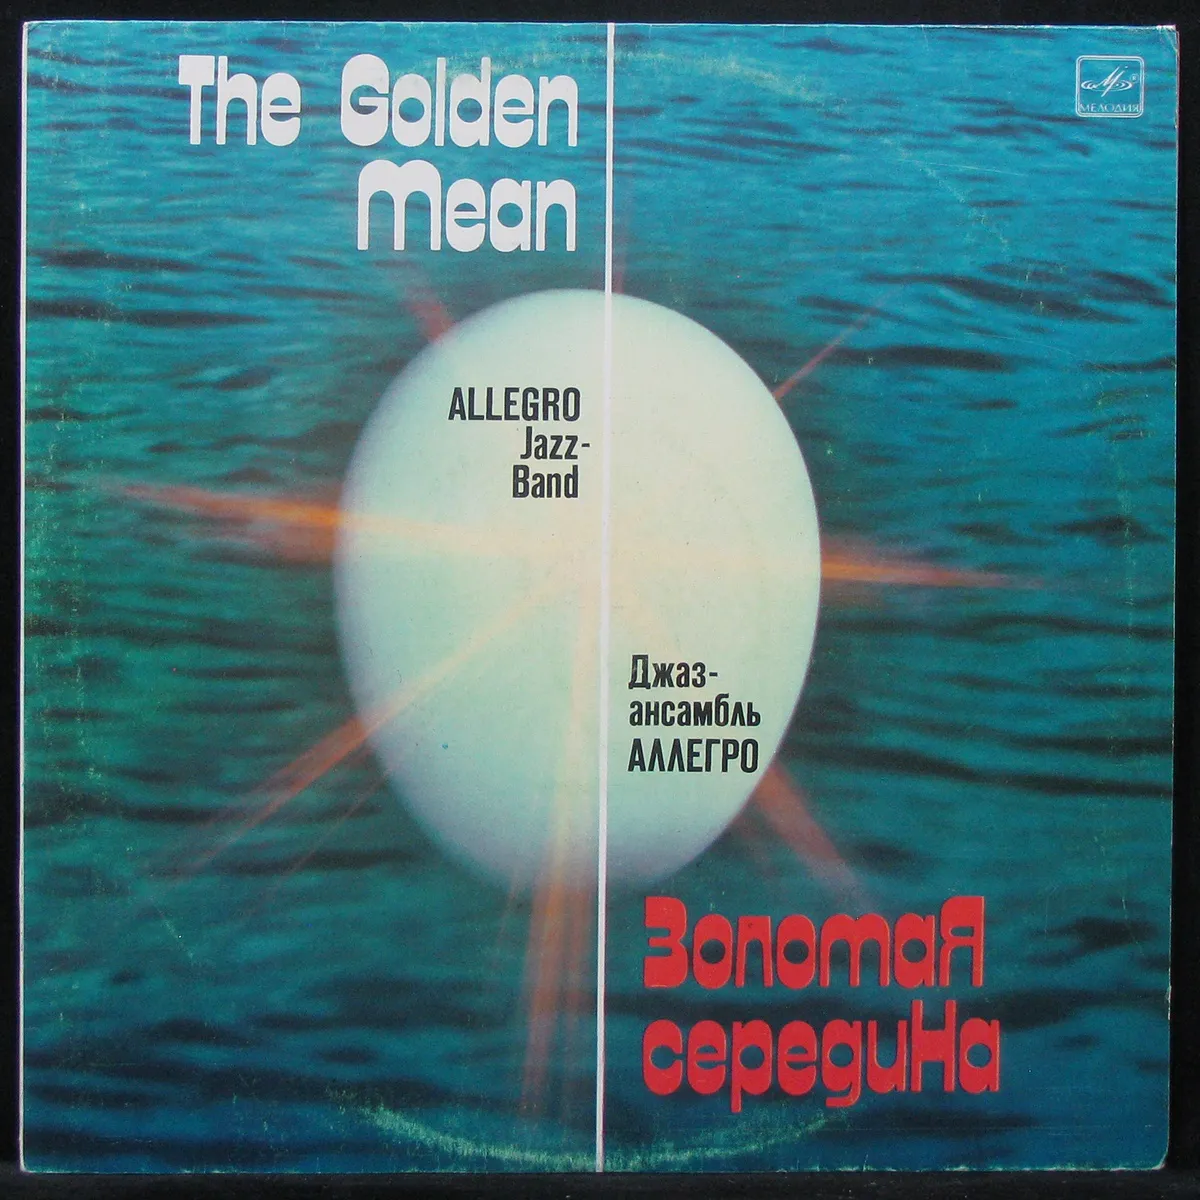 The Golden
Mean
МЕЛОДИЯ
ALLEGRO
Jazz-
Band
Джаз-
ансамбль
АЛЛЕГРО
ЗолотаЯ
середиНа